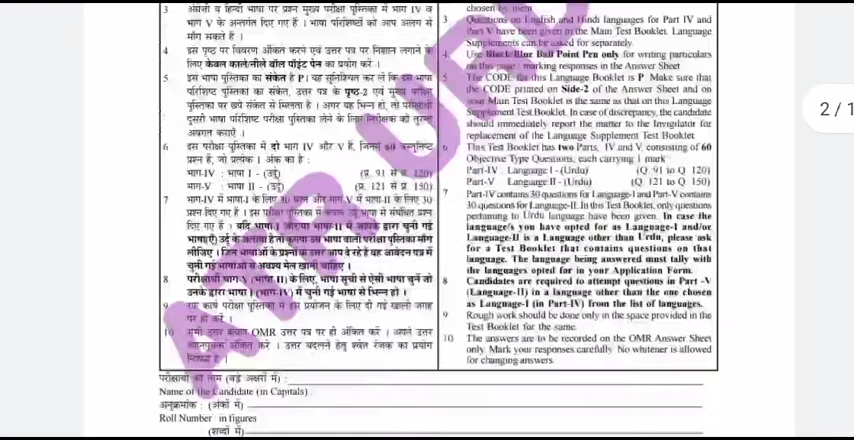 3 अंग्रेज़ी व हिन्दी भाषा पर प्रश्न मुख्य परीक्षा पुस्तिका में भाग IV व
भाग V के अन्तर्गत दिए गए हैं । भाषा परिशिष्टों को आप अलग से
माँग सकते हैं ।
4 इस पृष्ठ पर विवरण अंकित करने एवं उत्तर पत्र पर निशान लगाने के
लिए केवल काले/नीले बॉल पॉइंट पेन का प्रयोग करें ।
5 इस भाषा पुस्तिका का संकेत है P । यह सुनिश्चित कर लें कि इस भाषा
परिशिष्ट पुस्तिका का संकेत, उत्तर पत्र के पृष्ठ-2 एवं मुख्य परीक्षा
पुस्तिका पर छपे संकेत से मिलता है । अगर यह भिन्न हो, तो परीक्षार्थी
दूसरी भाषा परिशिष्ट परीक्षा पुस्तिका लेने के लिए निरीक्षक को तुरन्त
अवगत कराएँ ।
6 इस परीक्षा पुस्तिका में दो भाग IV और V हैं, जिनमें 60 वस्तुनिष्ठ
प्रश्न हैं, जो प्रत्येक 1 अंक का है :
भाग-IV : भाषा I - (उर्दू) (प्र. 91 से प्र. 120)
भाग-V : भाषा II - (उर्दू) (प्र. 121 से प्र. 150)
7 भाग-IV में भाषा-I के लिए 30 प्रश्न और भाग V में भाषा-II के लिए 30
प्रश्न दिए गए हैं । इस परीक्षा पुस्तिका में केवल उर्दू भाषा से संबंधित प्रश्न
दिए गए हैं । यदि भाषा-I और/या भाषा-II में आपके द्वारा चुनी गई
भाषा(एँ) उर्दू के अलावा है तो कृपया उस भाषा वाली परीक्षा पुस्तिका माँग
लीजिए । जिन भाषाओं के प्रश्नों के उत्तर आप दे रहे हैं वह आवेदन पत्र में
चुनी गई भाषाओं से अवश्य मेल खानी चाहिए ।
8 परीक्षार्थी भाग-V (भाषा II) के लिए, भाषा सूची से ऐसी भाषा चुनें जो
उनके द्वारा भाषा I (भाग-IV) में चुनी गई भाषा से भिन्न हो ।
9 रफ कार्य परीक्षा पुस्तिका में इस प्रयोजन के लिए दी गई खाली जगह
पर ही करें ।
10 सभी उत्तर केवल OMR उत्तर पत्र पर ही अंकित करें । अपने उत्तर
ध्यानपूर्वक अंकित करें । उत्तर बदलने हेतु श्वेत रंजक का प्रयोग
निषिद्ध है ।
chosen by them
3 Questions on English and Hindi languages for Part IV and
Part V have been given in the Main Test Booklet. Language
Supplements can be asked for separately
4 Use Black/Blue Ball Point Pen only for writing particulars
on this page / marking responses in the Answer Sheet
5 The CODE for this Language Booklet is P Make sure that
the CODE printed on Side-2 of the Answer Sheet and on
your Main Test Booklet is the same as that on this Language
Supplement Test Booklet. In case of discrepancy, the candidate
should immediately report the matter to the Invigilator for
replacement of the Language Supplement Test Booklet
6 This Test Booklet has two Parts, IV and V, consisting of 60
Objective Type Questions, each carrying 1 mark
Part-IV : Language I - (Urdu) (Q. 91 to Q. 120)
Part-V Language II - (Urdu) (Q 121 to Q 150)
7 Part-IV contains 30 questions for Language-I and Part-V contains
30 questions for Language-II. In this Test Booklet, only questions
pertaining to Urdu language have been given. In case the
language/s you have opted for as Language-I and/or
Language-II is a Language other than Urdu, please ask
for a Test Booklet that contains questions on that
language. The language being answered must tally with
the languages opted for in your Application Form.
8 Candidates are required to attempt questions in Part -V
(Language-II) in a language other than the one chosen
as Language-I (in Part-IV) from the list of languages.
9 Rough work should be done only in the space provided in the
Test Booklet for the same
10 The answers are to be recorded on the OMR Answer Sheet
only. Mark your responses carefully No whitener is allowed
for changing answers.
परीक्षार्थी का नाम (बड़े अक्षरों में) :
Name of the Candidate (in Capitals)
अनुक्रमांक : (अंकों में)
Roll Number : in figures
(शब्दों में)
2 / 1